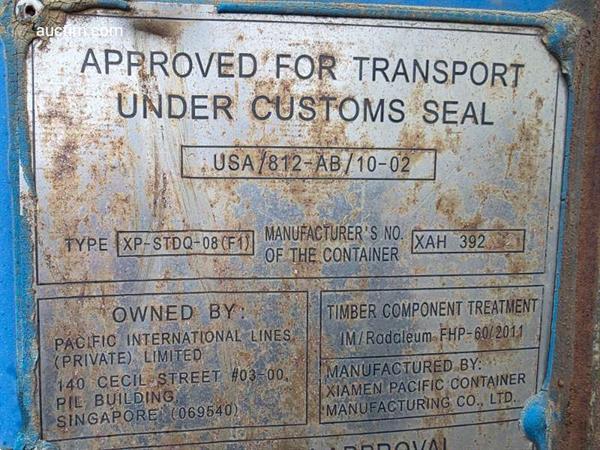 auctim.com
APPROVED FOR TRANSPORT
UNDER CUSTOMS SEAL
USA/812-AB/10-02
TYPE XP-STDQ-08(F1) MANUFACTURER'S NO. OF THE CONTAINER XAH 392
OWNED BY:
PACIFIC INTERNATIONAL LINES
(PRIVATE) LIMITED
140 CECIL STREET #03-00,
PIL BUILDING,
SINGAPORE (069540)
TIMBER COMPONENT TREATMENT
IM/Rodcleum FHP-60/2011
MANUFACTURED BY:
XIAMEN PACIFIC CONTAINER
MANUFACTURING CO., LTD.
APPROVAL